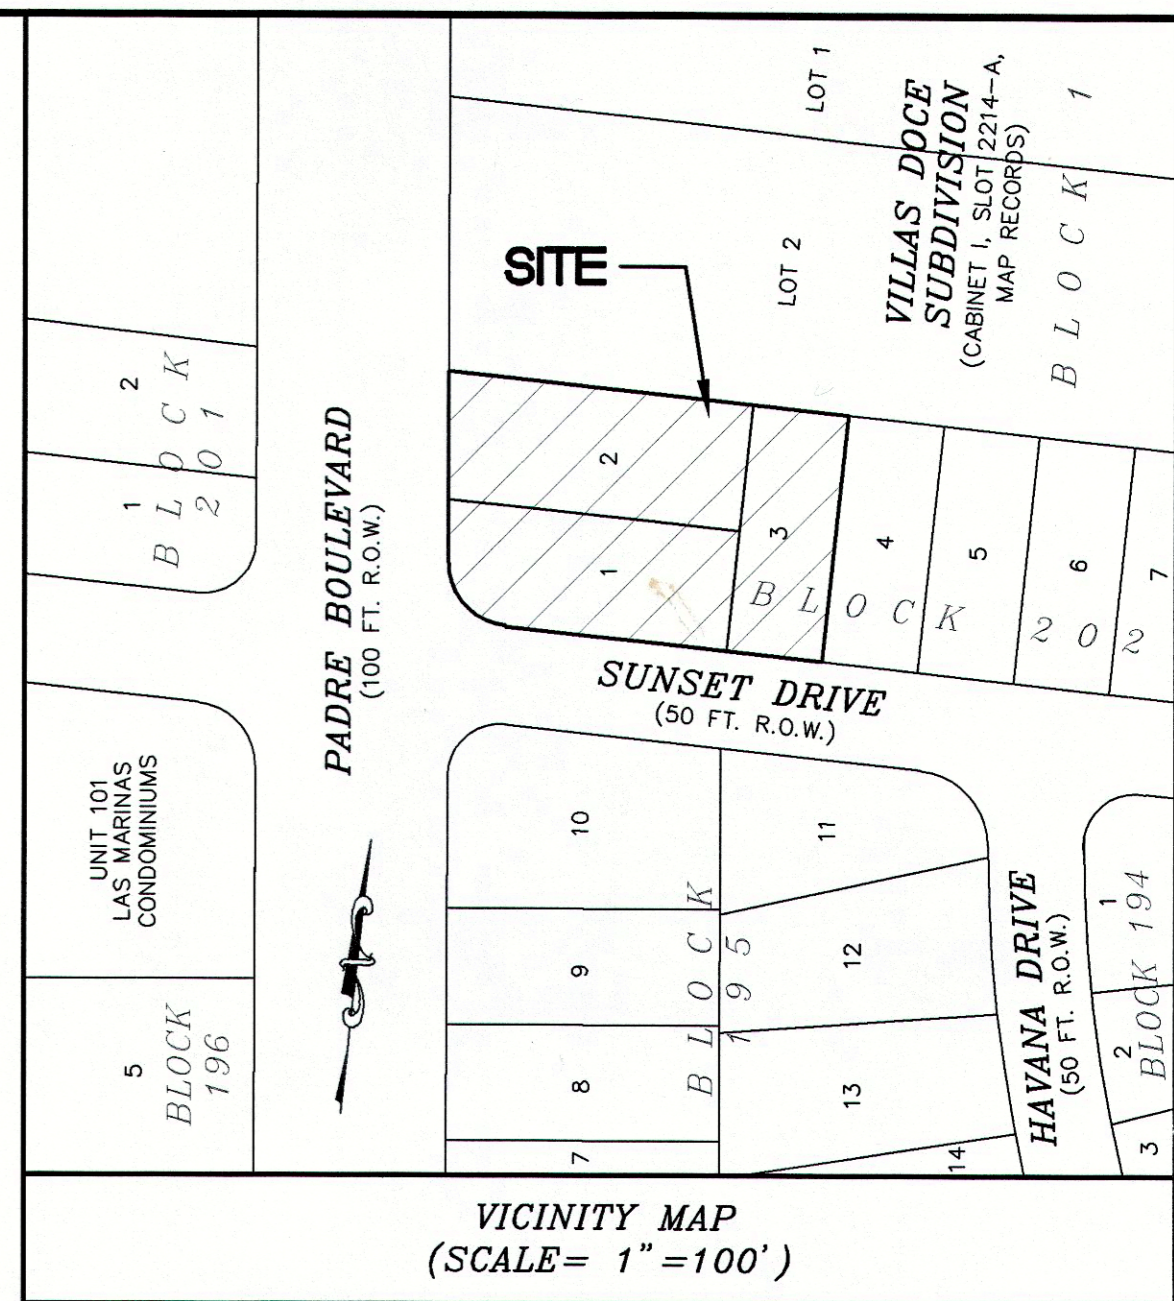 LOT 1
VILLAS DOCE
SUBDIVISION
(CABINET I, SLOT 2214-A,
MAP RECORDS)
BLOCK 1
LOT 2
SITE
2
1
BLOCK
201
PADRE BOULEVARD
(100 FT. R.O.W.)
2
1
3
4
5
6
7
BLOCK 202
SUNSET DRIVE
(50 FT. R.O.W.)
UNIT 101
LAS MARINAS
CONDOMINIUMS
5
BLOCK
196
10
9
8
7
11
12
13
14
BLOCK
195
HAVANA DRIVE
(50 FT. R.O.W.)
1
2
3
BLOCK 194
VICINITY MAP
(SCALE= 1"=100')